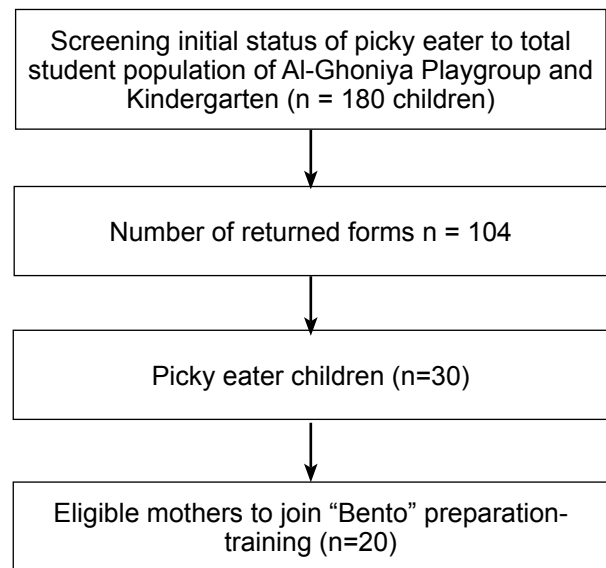 Screening initial status of picky eater to total
student population of Al-Ghoniya Playgroup and
Kindergarten (n = 180 children)
Number of returned forms n = 104
Picky eater children (n=30)
Eligible mothers to join “Bento” preparation-
training (n=20)